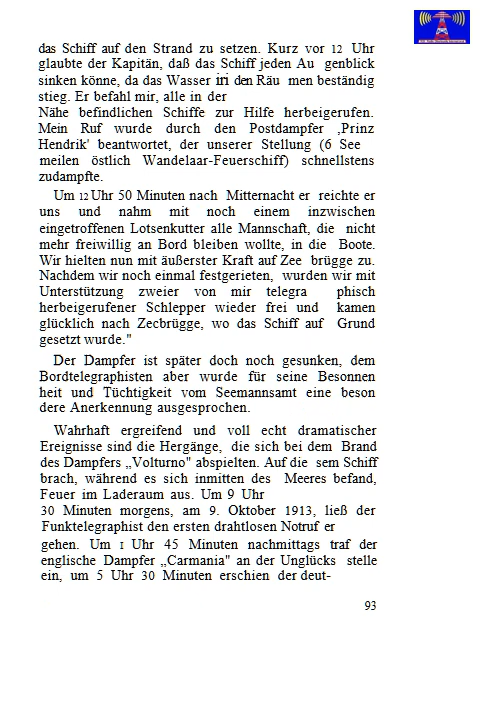 das Schiff auf den Strand zu setzen. Kurz vor 12 Uhr
glaubte der Kapitän, daß das Schiff jeden Au genblick
sinken könne, da das Wasser iri den Räu men beständig
stieg. Er befahl mir, alle in der
Nähe befindlichen Schiffe zur Hilfe herbeigerufen.
Mein Ruf wurde durch den Postdampfer ‚Prinz
Hendrik' beantwortet, der unserer Stellung (6 See
meilen östlich Wandelaar-Feuerschiff) schnellstens
zudampfte.
Um 12 Uhr 50 Minuten nach Mitternacht er reichte er
uns und nahm mit noch einem inzwischen
eingetroffenen Lotsenkutter alle Mannschaft, die nicht
mehr freiwillig an Bord bleiben wollte, in die Boote.
Wir hielten nun mit äußerster Kraft auf Zee brügge zu.
Nachdem wir noch einmal festgerieten, wurden wir mit
Unterstützung zweier von mir telegra phisch
herbeigerufener Schlepper wieder frei und kamen
glücklich nach Zecbrügge, wo das Schiff auf Grund
gesetzt wurde."
Der Dampfer ist später doch noch gesunken, dem
Bordtelegraphisten aber wurde für seine Besonnen
heit und Tüchtigkeit vom Seemannsamt eine beson
dere Anerkennung ausgesprochen.
Wahrhaft ergreifend und voll echt dramatischer
Ereignisse sind die Hergänge, die sich bei dem Brand
des Dampfers „Volturno" abspielten. Auf die sem Schiff
brach, während es sich inmitten des Meeres befand,
Feuer im Laderaum aus. Um 9 Uhr
30 Minuten morgens, am 9. Oktober 1913, ließ der
Funktelegraphist den ersten drahtlosen Notruf er
gehen. Um 1 Uhr 45 Minuten nachmittags traf der
englische Dampfer „Carmania" an der Unglücks stelle
ein, um 5 Uhr 30 Minuten erschien der deut-
93